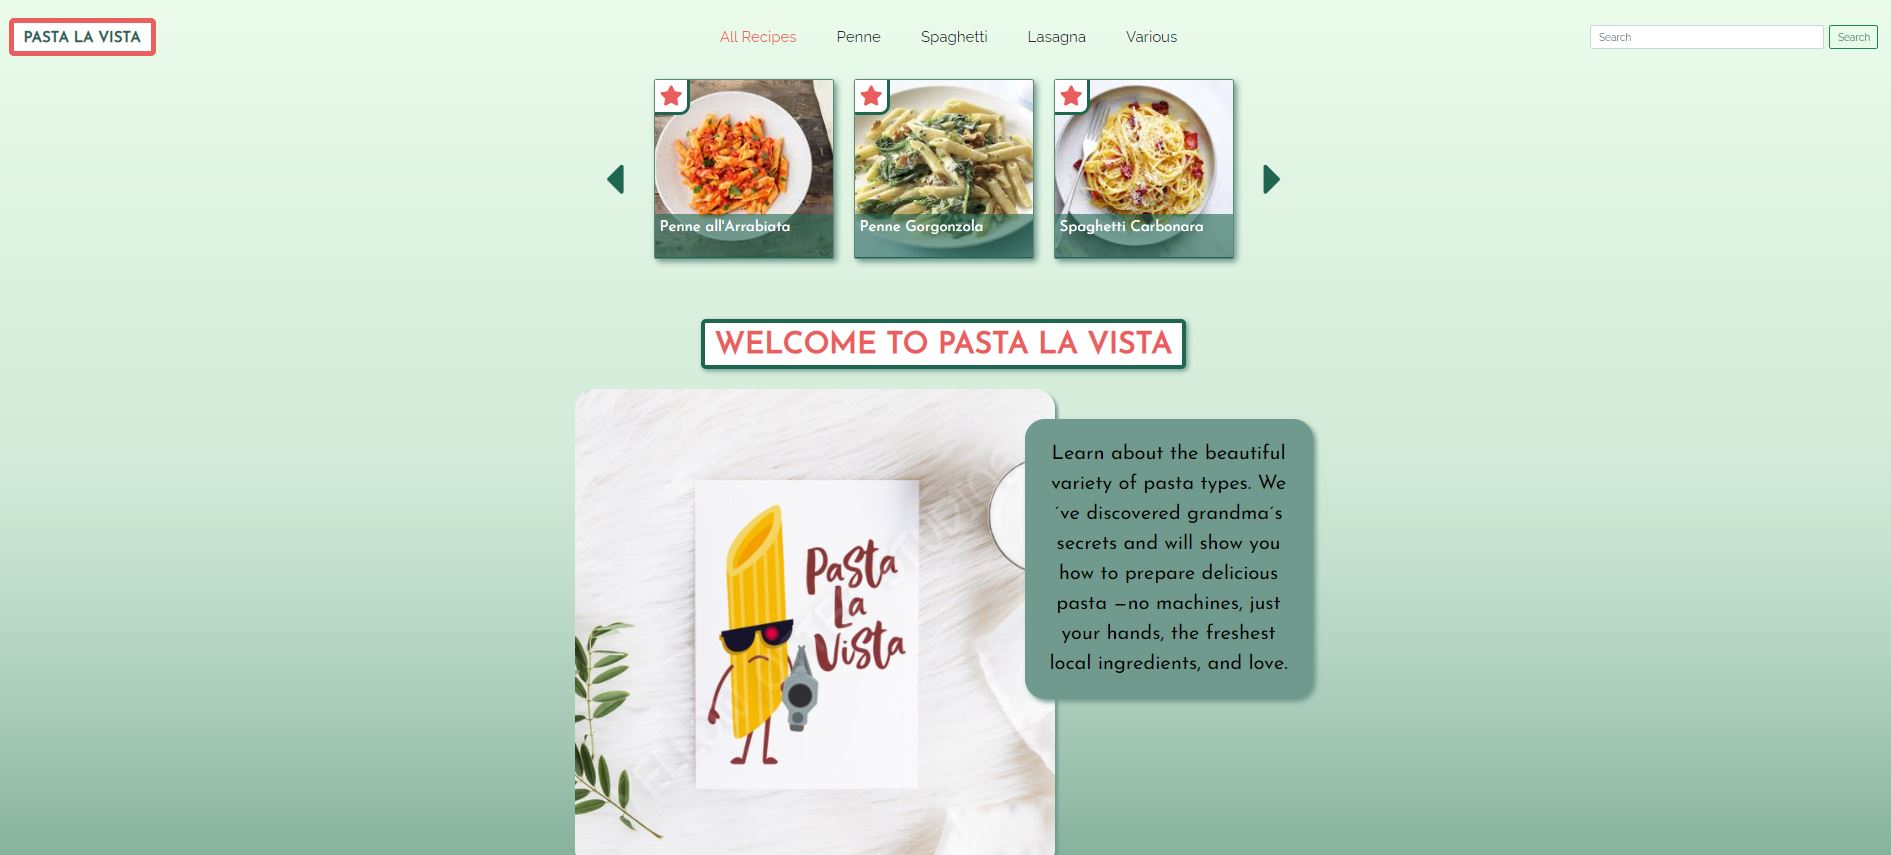 PASTA LA VISTA
All Recipes Penne Spaghetti Lasagna Various
Search Search
Penne all'Arrabiata
Penne Gorgonzola
Spaghetti Carbonara
WELCOME TO PASTA LA VISTA
Pasta
La
Vista
Learn about the beautiful
variety of pasta types. We
´ve discovered grandma´s
secrets and will show you
how to prepare delicious
pasta –no machines, just
your hands, the freshest
local ingredients, and love.